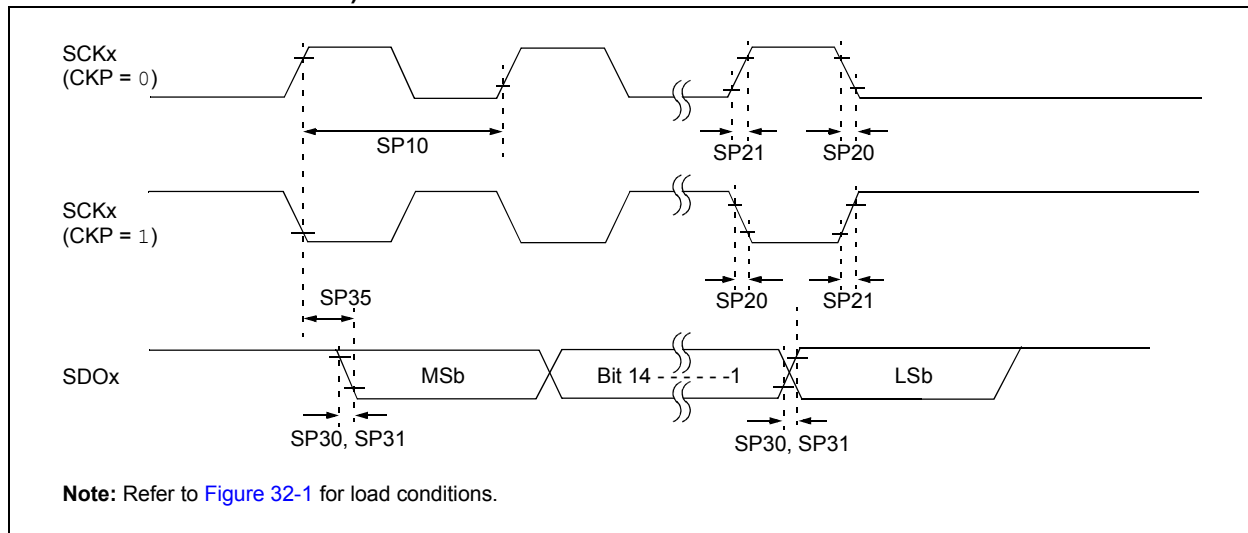 SCKx
(CKP = 0)
SP10
SP21
SP20
SCKx
(CKP = 1)
SP35
SP20
SP21
SDOx
MSb
Bit 14 - - - - - -1
LSb
SP30, SP31
SP30, SP31
Note: Refer to Figure 32-1 for load conditions.